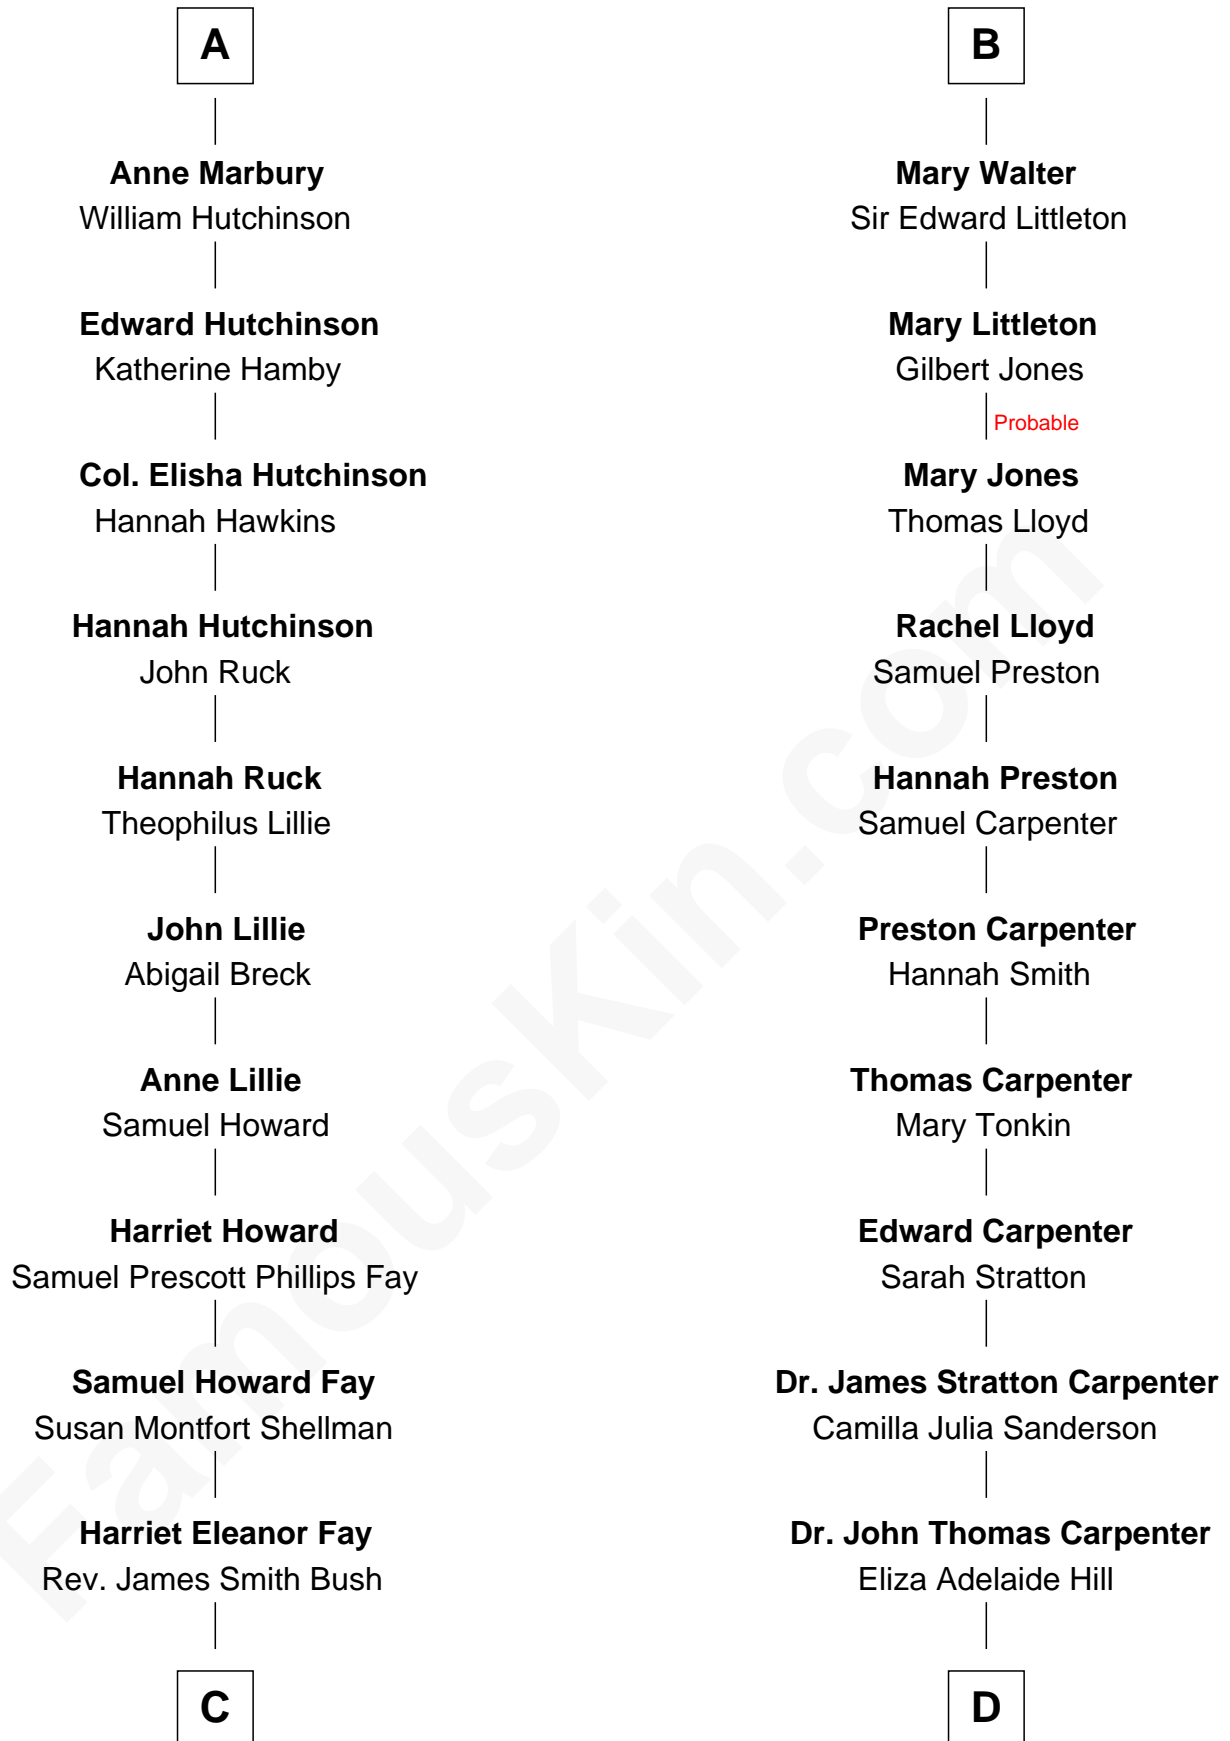 A
Anne Marbury
William Hutchinson
Edward Hutchinson
Katherine Hamby
Col. Elisha Hutchinson
Hannah Hawkins
Hannah Hutchinson
John Ruck
Hannah Ruck
Theophilus Lillie
John Lillie
Abigail Breck
Anne Lillie
Samuel Howard
Harriet Howard
Samuel Prescott Phillips Fay
Samuel Howard Fay
Susan Montfort Shellman
Harriet Eleanor Fay
Rev. James Smith Bush
C
B
Mary Walter
Sir Edward Littleton
Mary Littleton
Gilbert Jones
Probable
Mary Jones
Thomas Lloyd
Rachel Lloyd
Samuel Preston
Hannah Preston
Samuel Carpenter
Preston Carpenter
Hannah Smith
Thomas Carpenter
Mary Tonkin
Edward Carpenter
Sarah Stratton
Dr. James Stratton Carpenter
Camilla Julia Sanderson
Dr. John Thomas Carpenter
Eliza Adelaide Hill
D
FamousKin.com